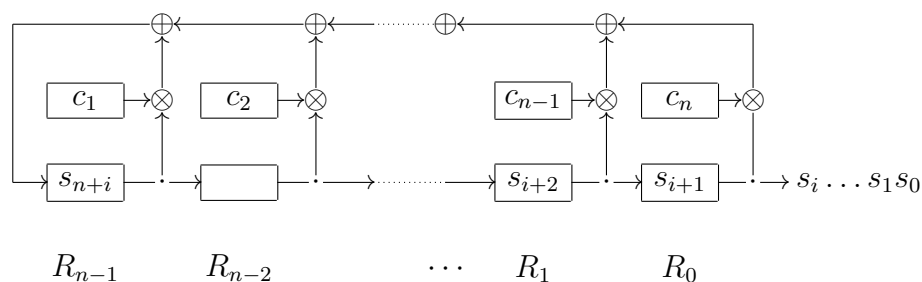 c₁ c₂ cₙ₋₁ cₙ
sₙ₊ᵢ sᵢ₊₂ sᵢ₊₁ sᵢ … s₁s₀
Rₙ₋₁ Rₙ₋₂ ⋯ R₁ R₀